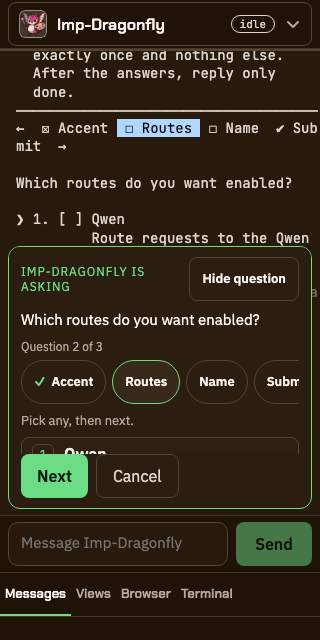 Imp-Dragonfly
idle
exactly once and nothing else.
After the answers, reply only
done.
← ☒ Accent ☐ Routes ☐ Name ✔ Sub
mit →
Which routes do you want enabled?
❯ 1. [ ] Qwen
Route requests to the Qwen
IMP-DRAGONFLY IS
ASKING
Hide question
Which routes do you want enabled?
Question 2 of 3
✓ Accent
Routes
Name
Subm
Pick any, then next.
1 Qwen
Next
Cancel
Message Imp-Dragonfly
Send
Messages
Views
Browser
Terminal